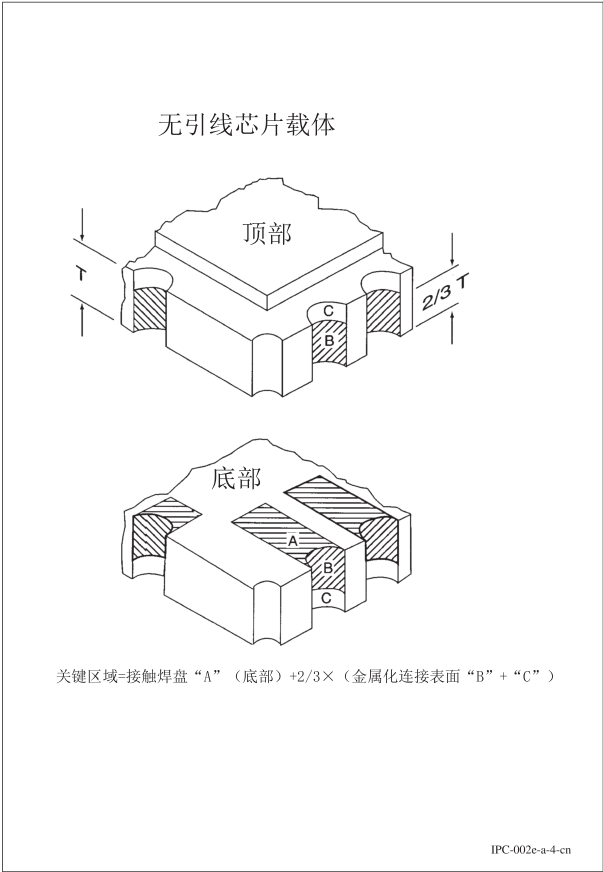 无引线芯片载体
顶部
T
2/3 T
C
B
底部
A
B
C
关键区域=接触焊盘“A”（底部）+2/3×（金属化连接表面“B”+“C”）
IPC-002e-a-4-cn